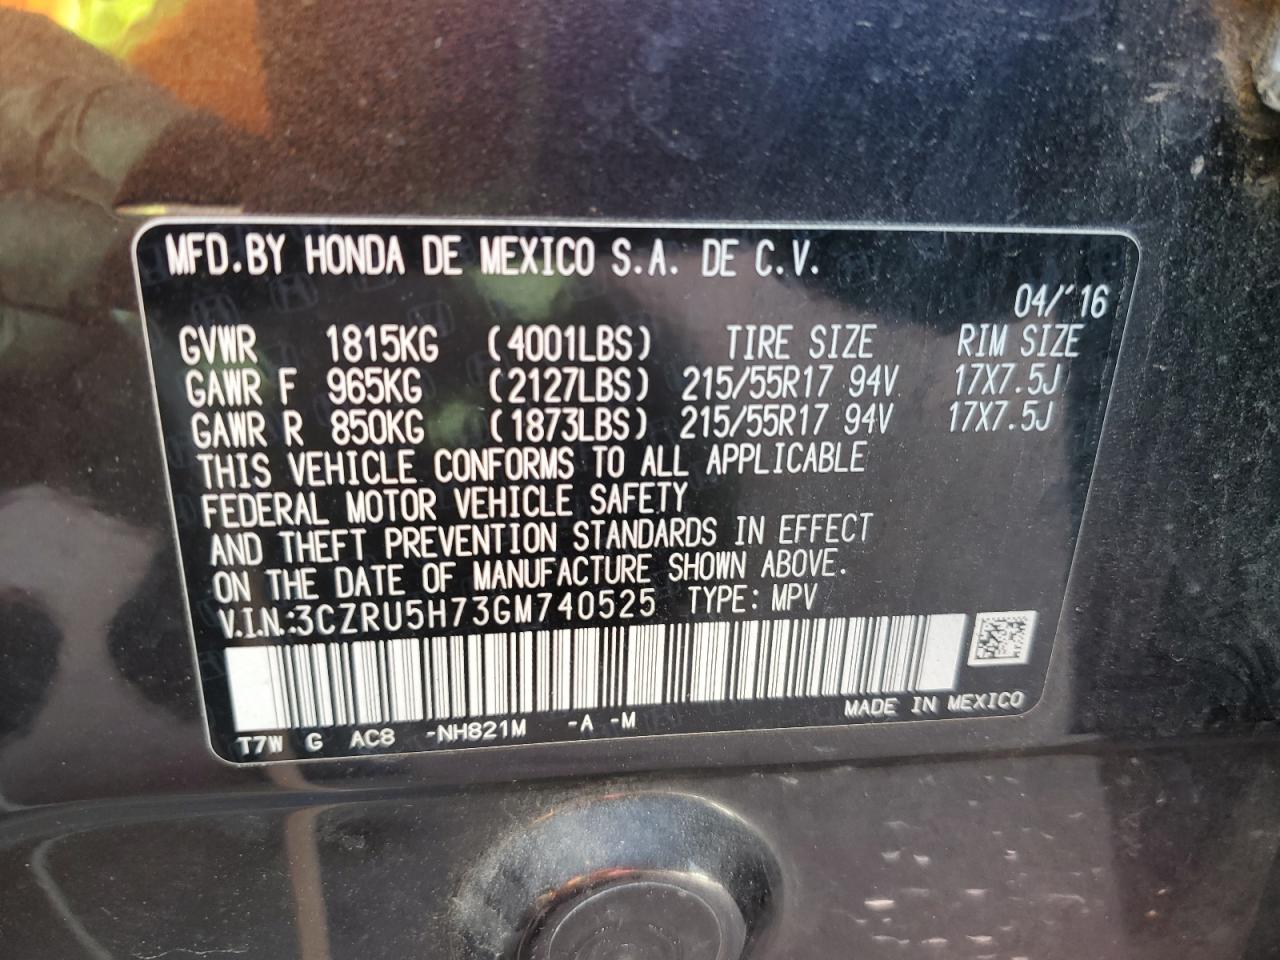 MFD.BY HONDA DE MEXICO S.A. DE C.V.
04/'16
GVWR 1815KG (4001LBS) TIRE SIZE RIM SIZE
GAWR F 965KG (2127LBS) 215/55R17 94V 17X7.5J
GAWR R 850KG (1873LBS) 215/55R17 94V 17X7.5J
THIS VEHICLE CONFORMS TO ALL APPLICABLE
FEDERAL MOTOR VEHICLE SAFETY
AND THEFT PREVENTION STANDARDS IN EFFECT
ON THE DATE OF MANUFACTURE SHOWN ABOVE.
V.I.N.:3CZRU5H73GM740525 TYPE: MPV
MADE IN MEXICO
T7W G AC8 -NH821M -A -M